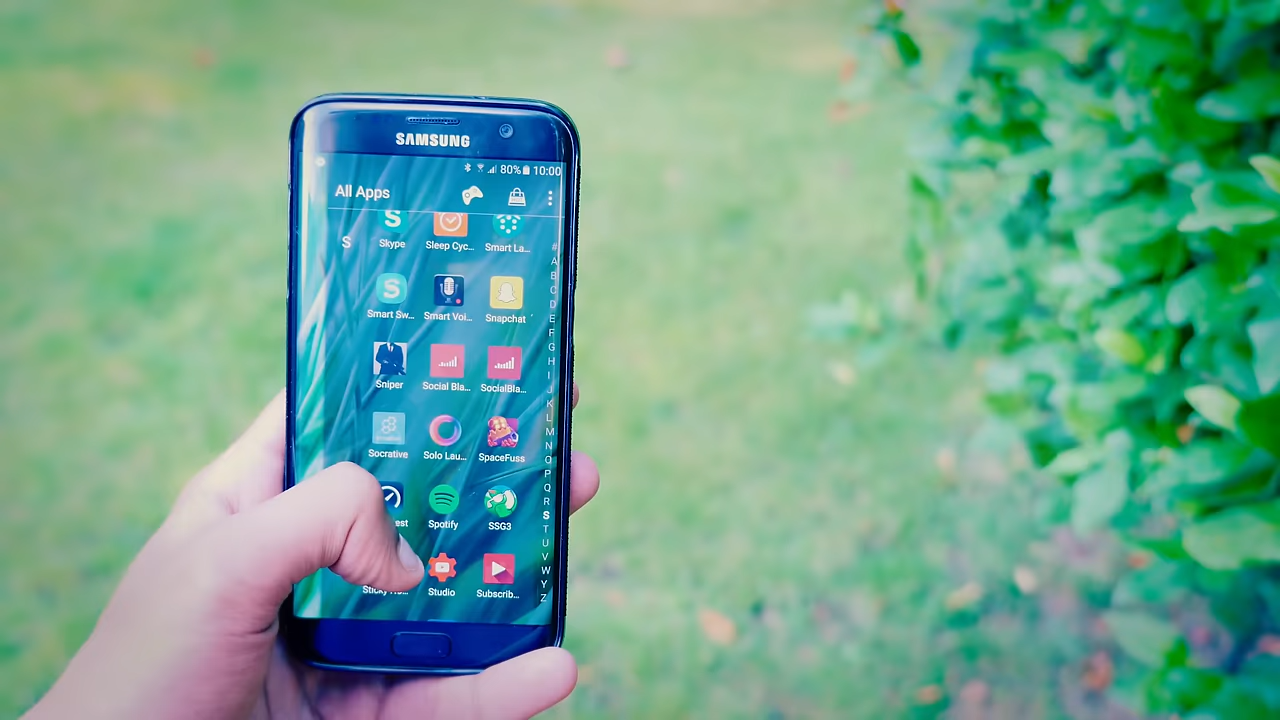 SAMSUNG
80% 10:00
All Apps
S
Skype Sleep Cyc... Smart La...
S S
Smart Sw... Smart Voi... Snapchat
Sniper Social Bla... SocialBla...
Socrative Solo Lau... SpaceFuss
est Spotify SSG3
Studio Subscrib...
#
A
B
C
D
E
F
G
H
I
J
K
L
M
N
O
P
Q
R
S
T
U
V
W
Y
Z